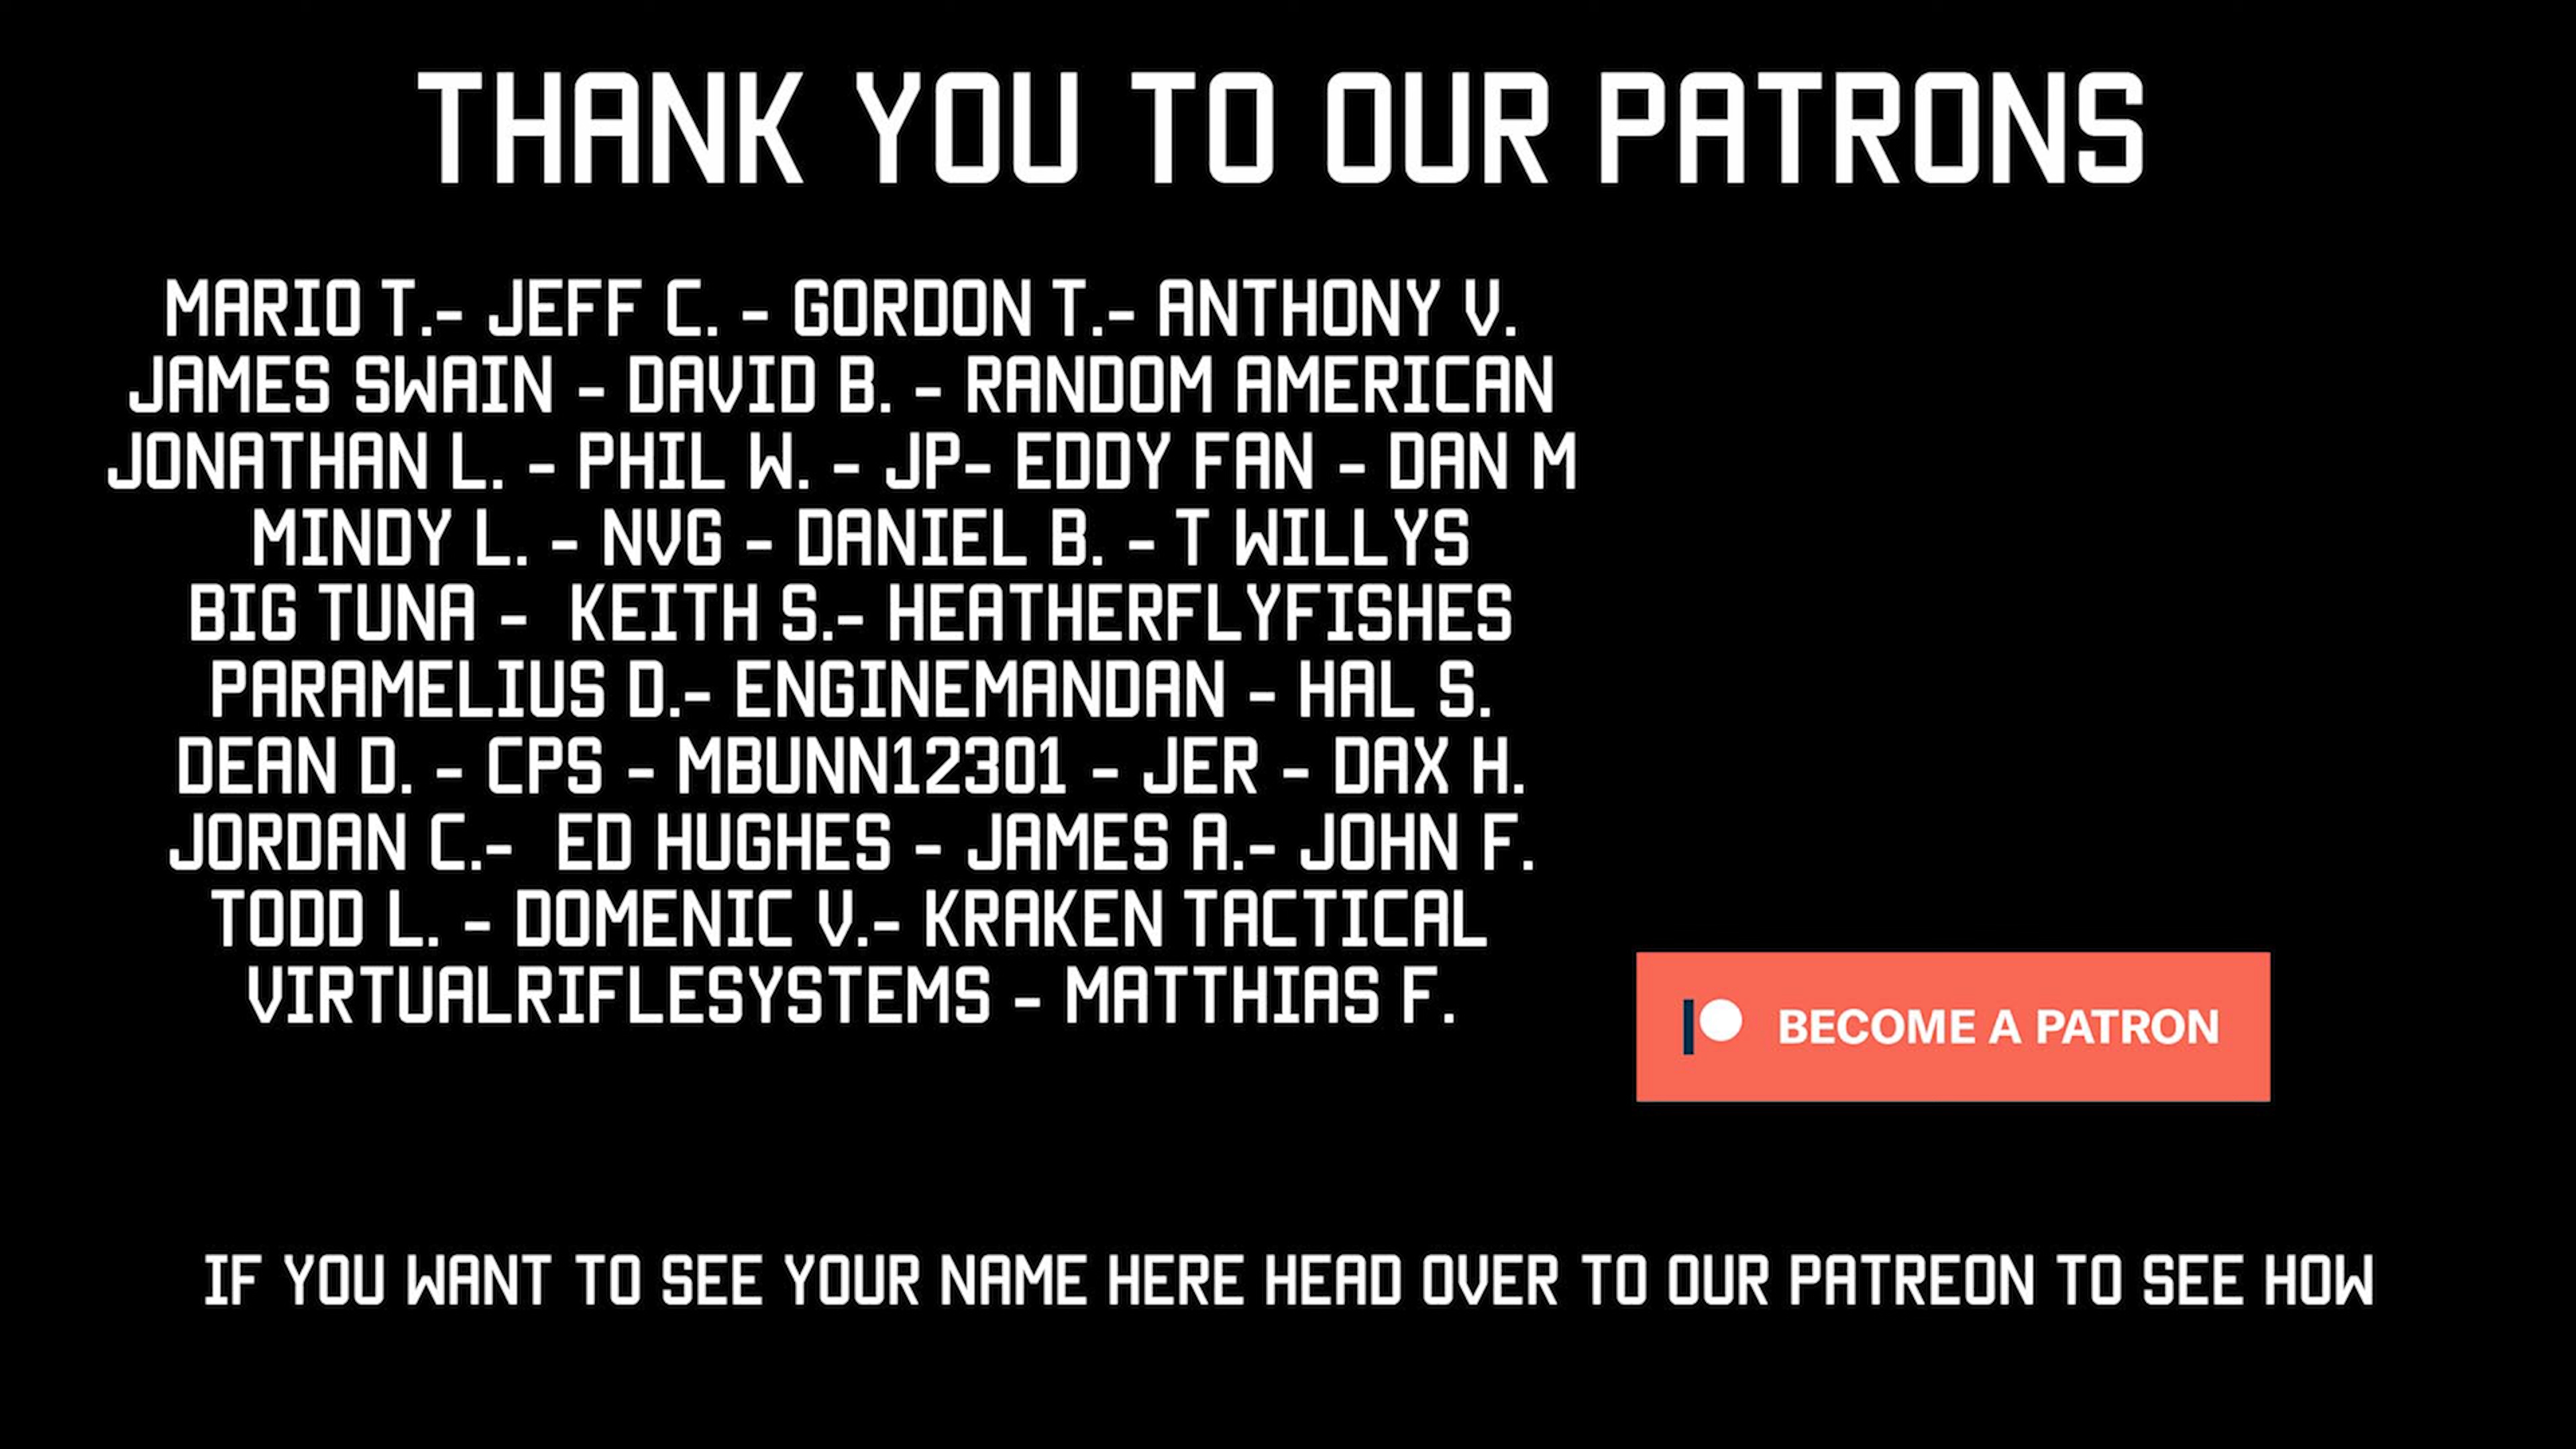 THANK YOU TO OUR PATRONS
MARIO T.- JEFF C. - GORDON T.- ANTHONY V.
JAMES SWAIN - DAVID B. - RANDOM AMERICAN
JONATHAN L. - PHIL W. - JP- EDDY FAN - DAN M
MINDY L. - NVG - DANIEL B. - T WILLYS
BIG TUNA -  KEITH S.- HEATHERFLYFISHES
PARAMELIUS D.- ENGINEMANDAN - HAL S.
DEAN D. - CPS - MBUNN12301 - JER - DAX H.
JORDAN C.-  ED HUGHES - JAMES A.- JOHN F.
TODD L. - DOMENIC V.- KRAKEN TACTICAL
VIRTUALRIFLESYSTEMS - MATTHIAS F.
BECOME A PATRON
IF YOU WANT TO SEE YOUR NAME HERE HEAD OVER TO OUR PATREON TO SEE HOW